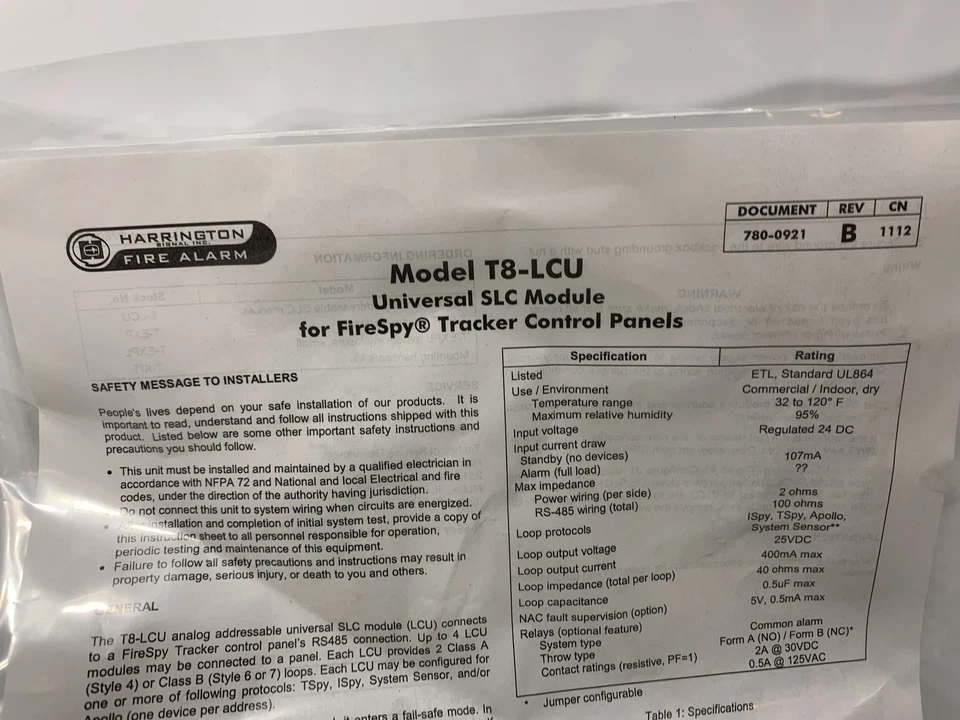 HARRINGTON
SIGNAL INC.
FIRE ALARM
DOCUMENT REV CN
780-0921 B 1112
Model T8-LCU
Universal SLC Module
for FireSpy® Tracker Control Panels
SAFETY MESSAGE TO INSTALLERS
People's lives depend on your safe installation of our products. It is
important to read, understand and follow all instructions shipped with this
product. Listed below are some other important safety instructions and
precautions you should follow.
• This unit must be installed and maintained by a qualified electrician in
accordance with NFPA 72 and National and local Electrical and fire
codes, under the direction of the authority having jurisdiction.
Do not connect this unit to system wiring when circuits are energized.
• installation and completion of initial system test, provide a copy of
this instruction sheet to all personnel responsible for operation,
periodic testing and maintenance of this equipment.
• Failure to follow all safety precautions and instructions may result in
property damage, serious injury, or death to you and others.
GENERAL
The T8-LCU analog addressable universal SLC module (LCU) connects
to a FireSpy Tracker control panel's RS485 connection. Up to 4 LCU
modules may be connected to a panel. Each LCU provides 2 Class A
(Style 4) or Class B (Style 6 or 7) loops. Each LCU may be configured for
one or more of following protocols: TSpy, ISpy, System Sensor, and/or
Apollo (one device per address).
it enters a fail-safe mode. In
Specification Rating
Listed ETL, Standard UL864
Use / Environment Commercial / Indoor, dry
Temperature range 32 to 120° F
Maximum relative humidity 95%
Input voltage Regulated 24 DC
Input current draw
Standby (no devices) 107mA
Alarm (full load) ??
Max impedance
Power wiring (per side) 2 ohms
RS-485 wiring (total) 100 ohms
Loop protocols ISpy, TSpy, Apollo,
System Sensor**
Loop output voltage 25VDC
Loop output current 400mA max
Loop impedance (total per loop) 40 ohms max
Loop capacitance 0.5uF max
NAC fault supervision (option) 5V, 0.5mA max
Relays (optional feature)
System type Common alarm
Throw type Form A (NO) / Form B (NC)*
Contact ratings (resistive, PF=1) 2A @ 30VDC
0.5A @ 125VAC
• Jumper configurable
Table 1: Specifications